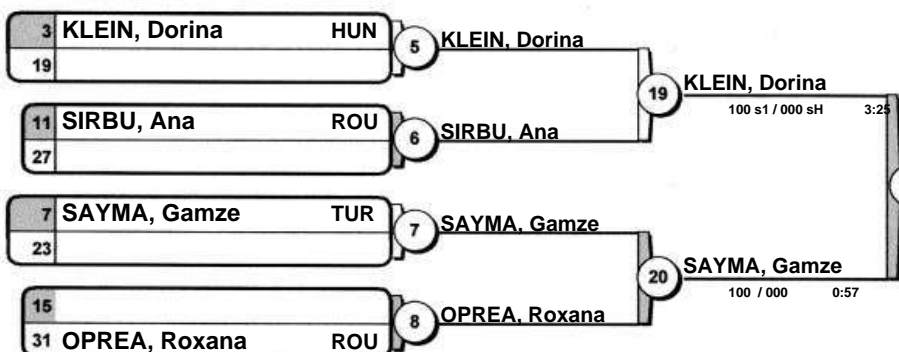 3 KLEIN, Dorina HUN
19
5
KLEIN, Dorina
11 SIRBU, Ana ROU
27
6
SIRBU, Ana
19
KLEIN, Dorina
100 s1 / 000 sH 3:25
7 SAYMA, Gamze TUR
23
7
SAYMA, Gamze
15
31 OPREA, Roxana ROU
8
OPREA, Roxana
20
SAYMA, Gamze
100 / 000 0:57